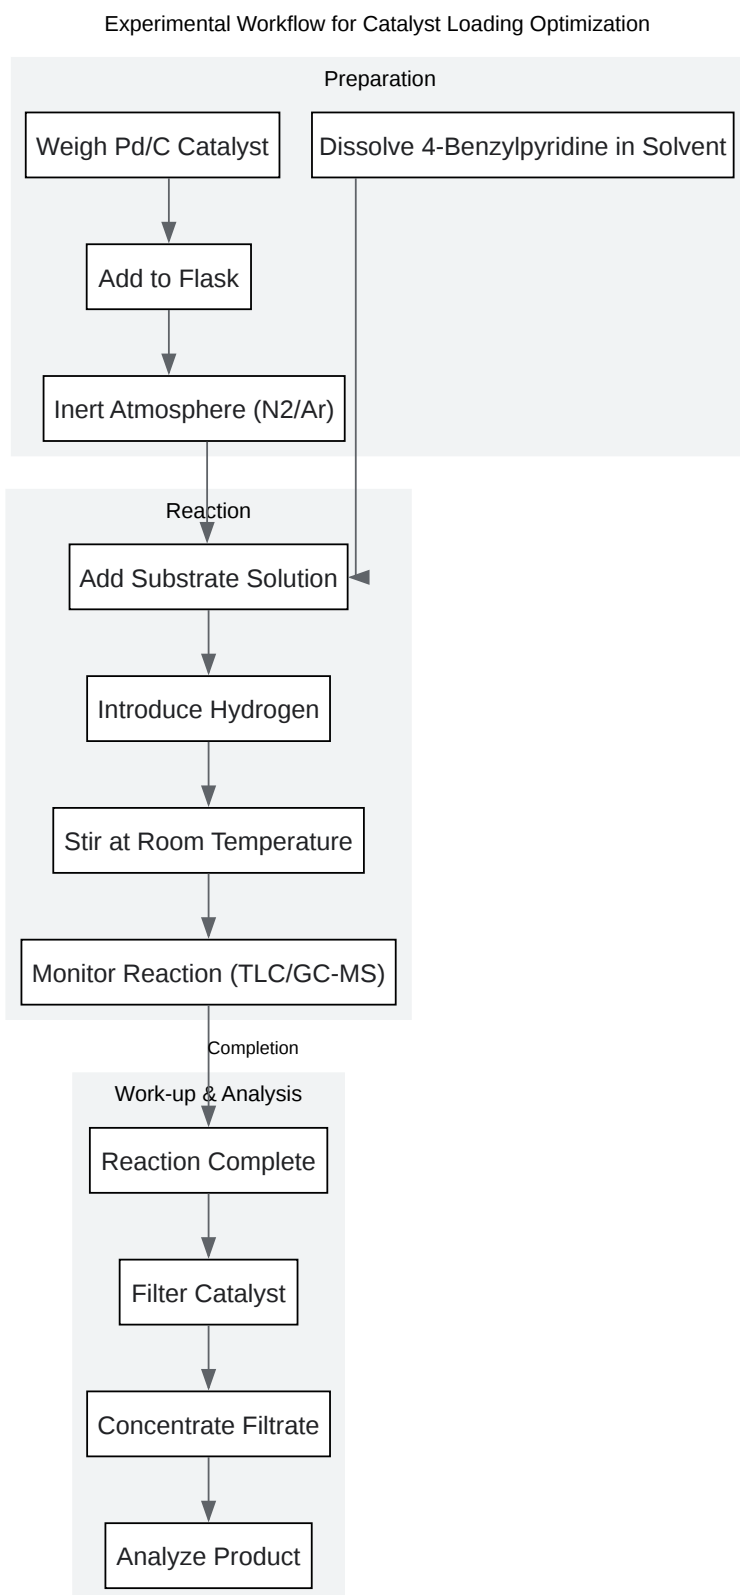 Experimental Workflow for Catalyst Loading Optimization
Preparation
Weigh Pd/C Catalyst
Dissolve 4-Benzylpyridine in Solvent
Add to Flask
Inert Atmosphere (N2/Ar)
Reaction
Add Substrate Solution
Introduce Hydrogen
Stir at Room Temperature
Monitor Reaction (TLC/GC-MS)
Completion
Work-up & Analysis
Reaction Complete
Filter Catalyst
Concentrate Filtrate
Analyze Product